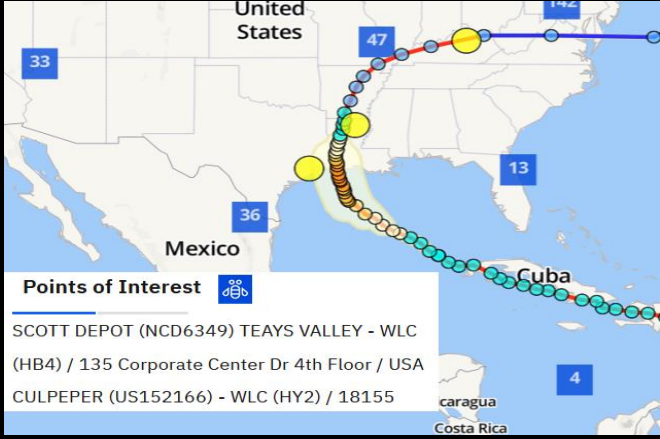 United
States
142
47
33
13
36
Mexico
Cuba
Points of Interest
SCOTT DEPOT (NCD6349) TEAYS VALLEY - WLC
(HB4) / 135 Corporate Center Dr 4th Floor / USA
CULPEPER (US152166) - WLC (HY2) / 18155
4
caragua
Costa Rica